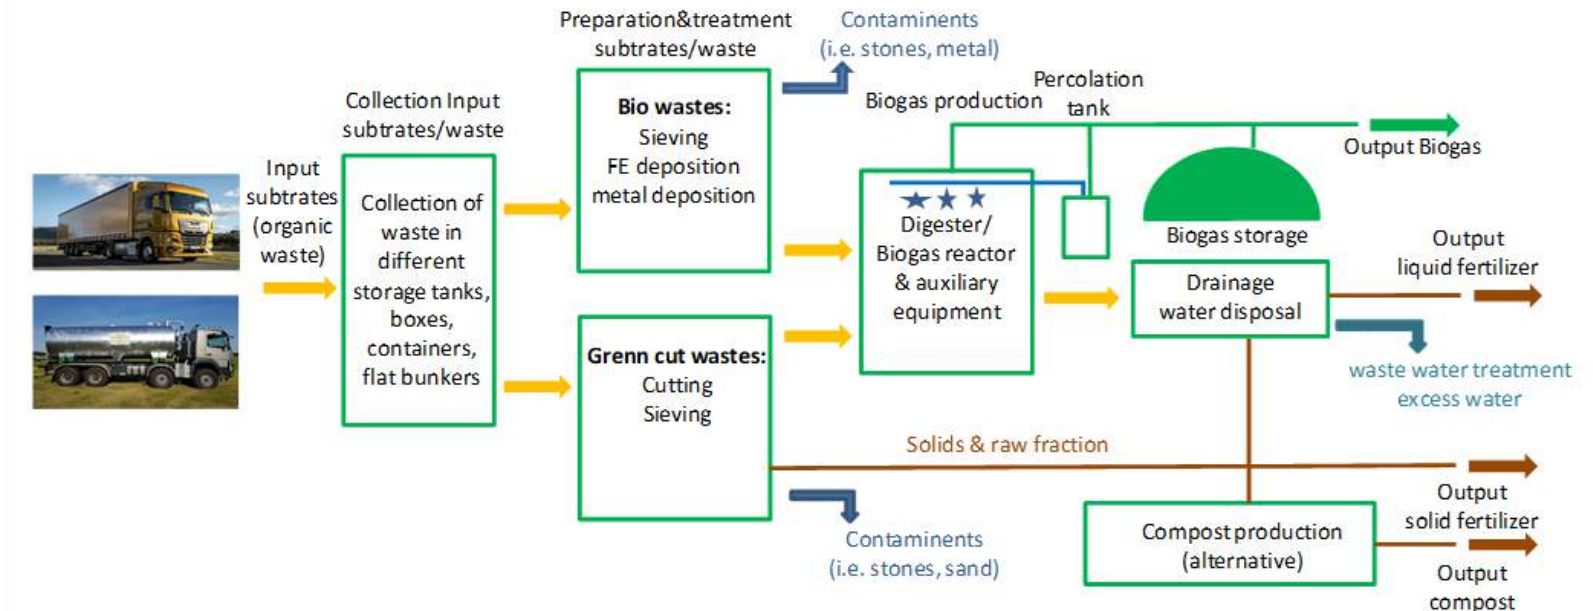 Preparation&treatment
subtrates/waste
Contaminents
(i.e. stones, metal)
Collection Input
subtrates/waste
Bio wastes:
Sieving
FE deposition
metal deposition
Biogas production
Percolation
tank
Output Biogas
Input
subtrates
(organic
waste)
Collection of
waste in
different
storage tanks,
boxes,
containers,
flat bunkers
Digester/
Biogas reactor
& auxiliary
equipment
Biogas storage
Output
liquid fertilizer
Drainage
water disposal
Grenn cut wastes:
Cutting
Sieving
waste water treatment
excess water
Solids & raw fraction
Output
solid fertilizer
Contaminents
(i.e. stones, sand)
Compost production
(alternative)
Output
compost